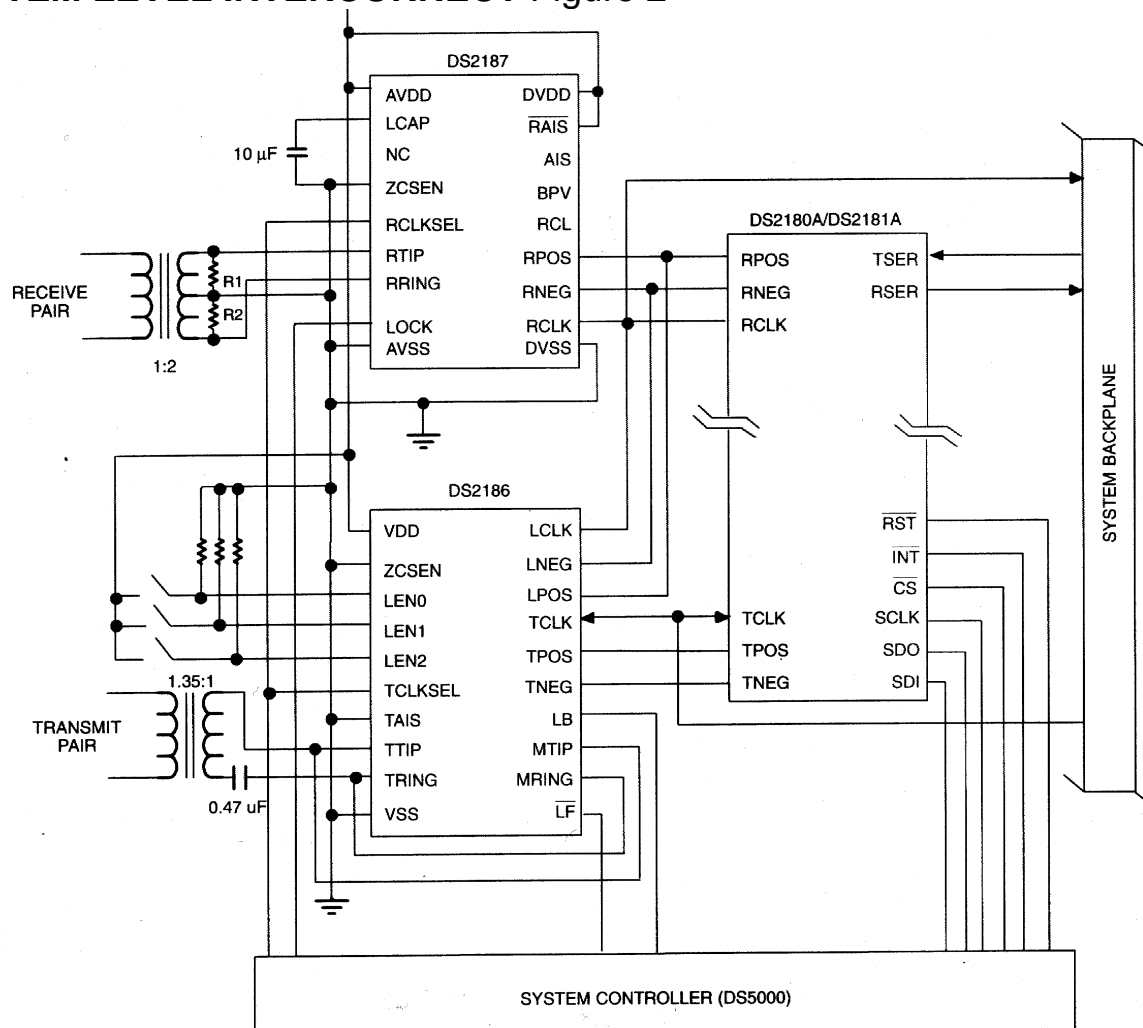 Figure 2
DS2187
AVDD
LCAP
NC
ZCSEN
RCLKSEL
RTIP
RRING
LOCK
AVSS
DVDD
RAIS
AIS
BPV
RCL
RPOS
RNEG
RCLK
DVSS
10 µF
RECEIVE
PAIR
R1
R2
1:2
DS2180A/DS2181A
RPOS
RNEG
RCLK
TCLK
TPOS
TNEG
TSER
RSER
RST
INT
CS
SCLK
SDO
SDI
SYSTEM BACKPLANE
DS2186
VDD
ZCSEN
LEN0
LEN1
LEN2
TCLKSEL
TAIS
TTIP
TRING
VSS
LCLK
LNEG
LPOS
TCLK
TPOS
TNEG
LB
MTIP
MRING
LF
1.35:1
TRANSMIT
PAIR
0.47 uF
SYSTEM CONTROLLER (DS5000)